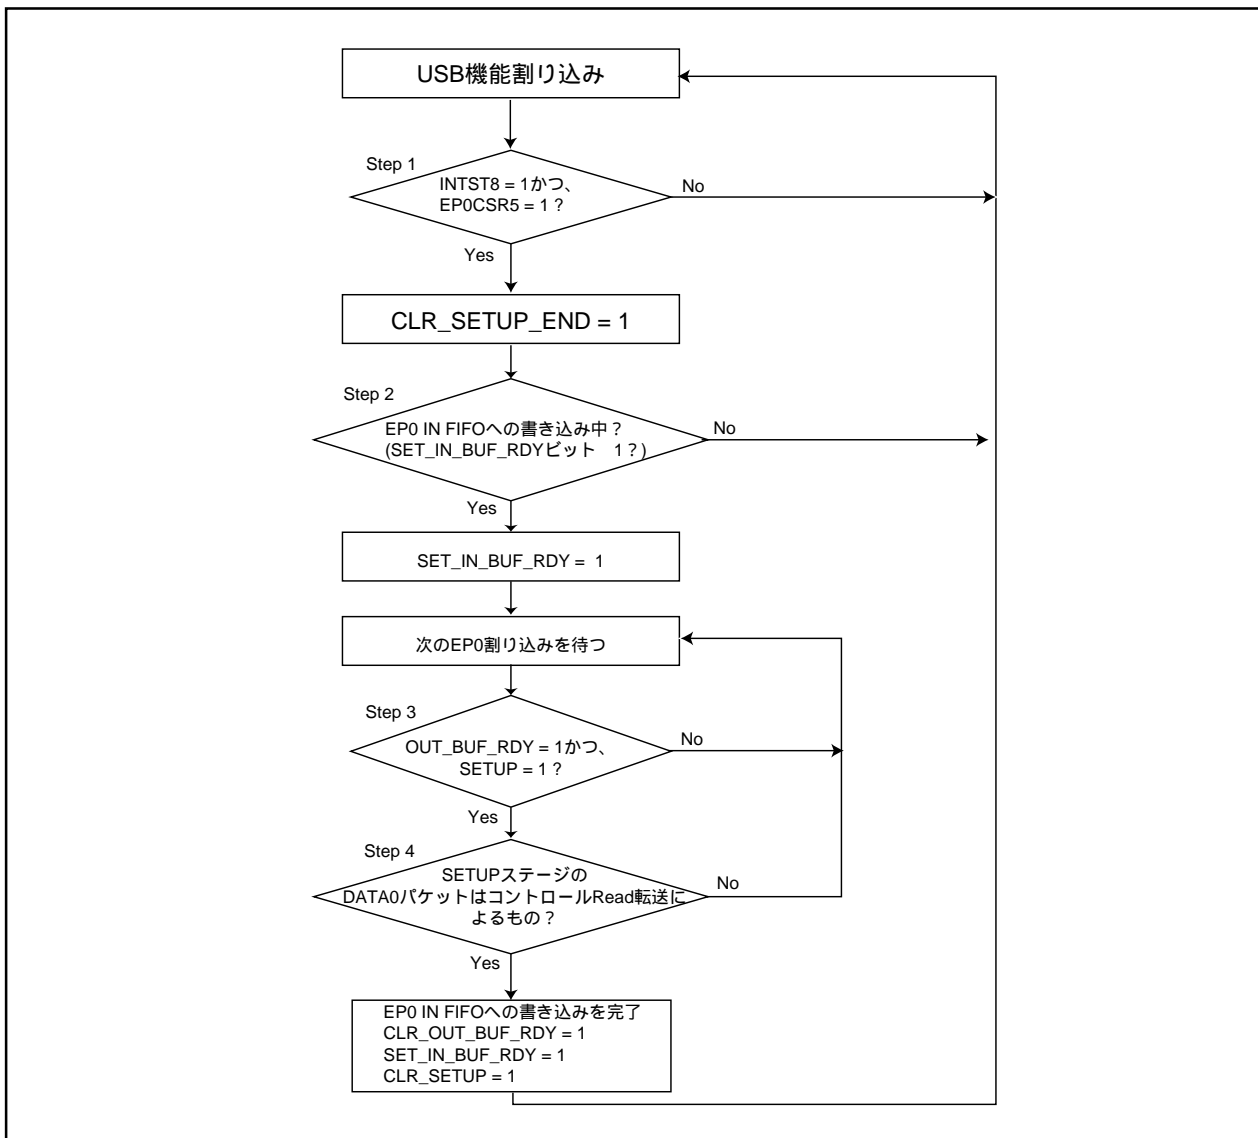 USB機能割り込み
Step 1
INTST8 = 1かつ、
EP0CSR5 = 1？
No
Yes
CLR_SETUP_END = 1
Step 2
EP0 IN FIFOへの書き込み中？
(SET_IN_BUF_RDYビット　1？)
No
Yes
SET_IN_BUF_RDY = 1
次のEP0割り込みを待つ
Step 3
OUT_BUF_RDY = 1かつ、
SETUP = 1？
No
Yes
Step 4
SETUPステージの
DATA0パケットはコントロールRead転送に
よるもの？
No
Yes
EP0 IN FIFOへの書き込みを完了
CLR_OUT_BUF_RDY = 1
SET_IN_BUF_RDY = 1
CLR_SETUP = 1